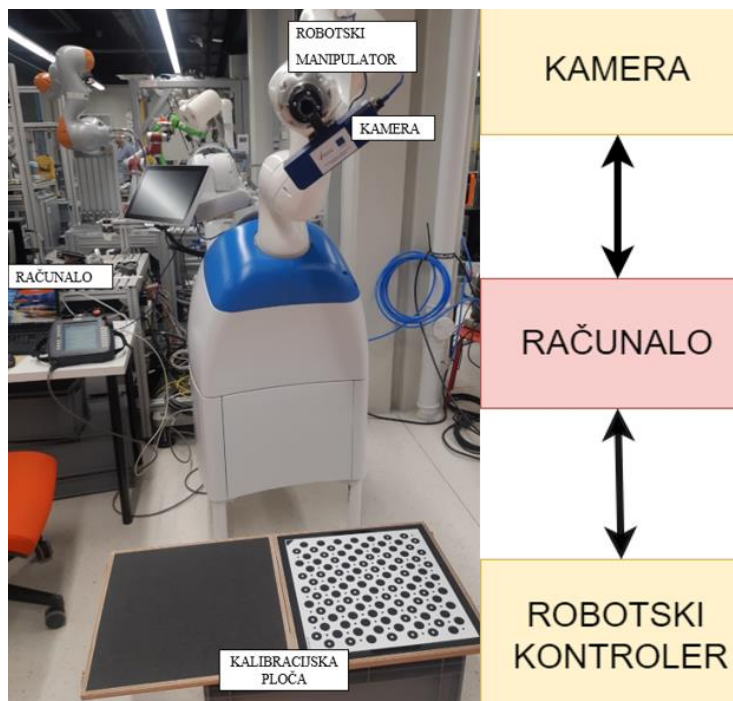 ROBOTSKI
MANIPULATOR
KAMERA
RAČUNALO
KALIBRACIJSKA
PLOČA
KAMERA
RAČUNALO
ROBOTSKI
KONTROLER